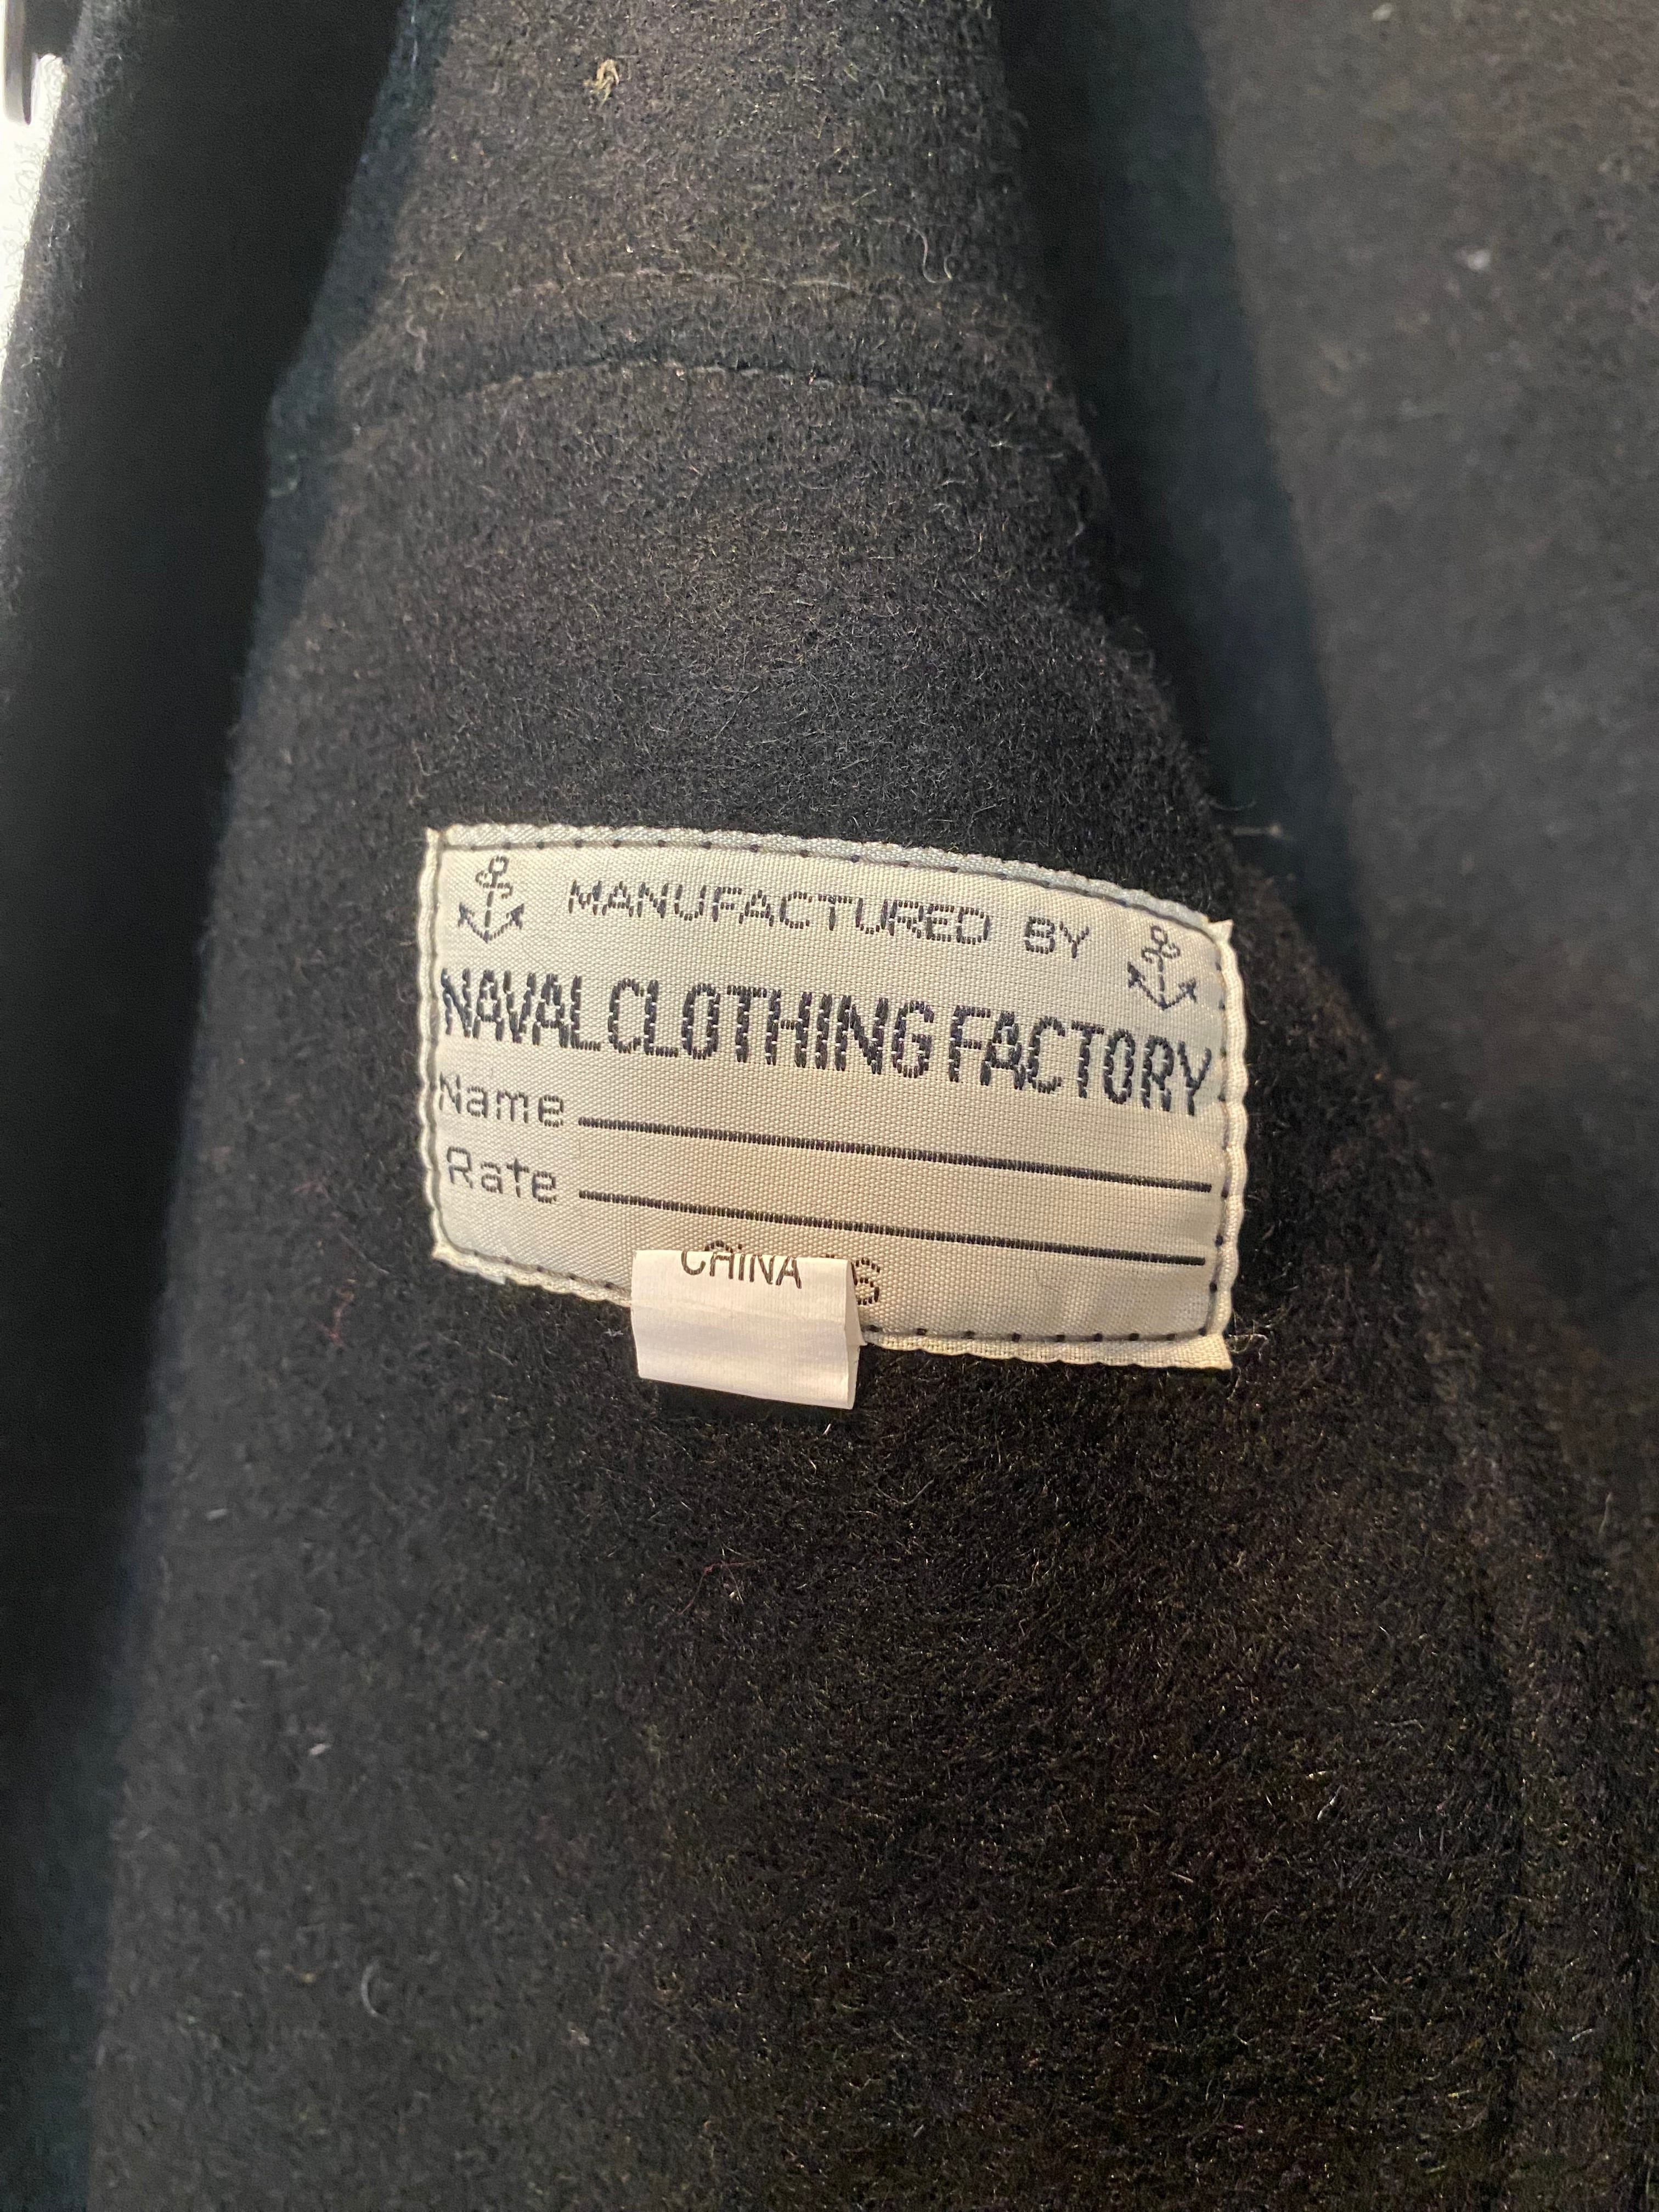 MANUFACTURED BY
NAVAL CLOTHING FACTORY
Name
Rate
CHINA
S